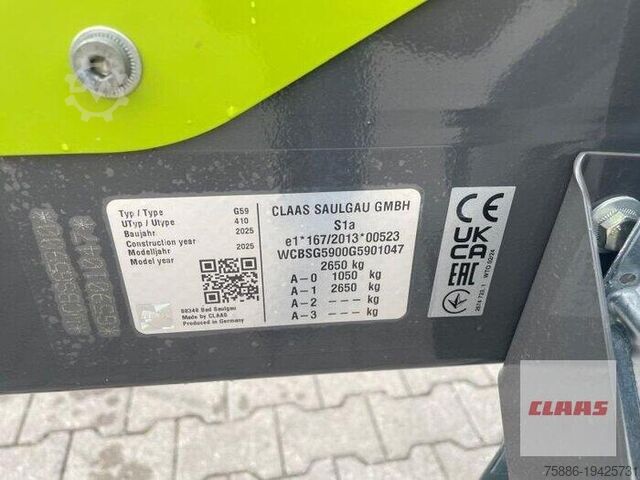 Typ / Type G59
UTyp / Utype 410
Baujahr 2025
Construction year
Modelljahr 2025
Model year
88348 Bad Saulgau
Made by CLAAS
Produced in Germany
CLAAS SAULGAU GMBH
S1a
e1*167/2013*00523
WCBSG5900G5901047
2650 kg
A-0 1050 kg
A-1 2650 kg
A-2 --- kg
A-3 --- kg
CE
UKCA
EAC
CLAAS
75886-19425731